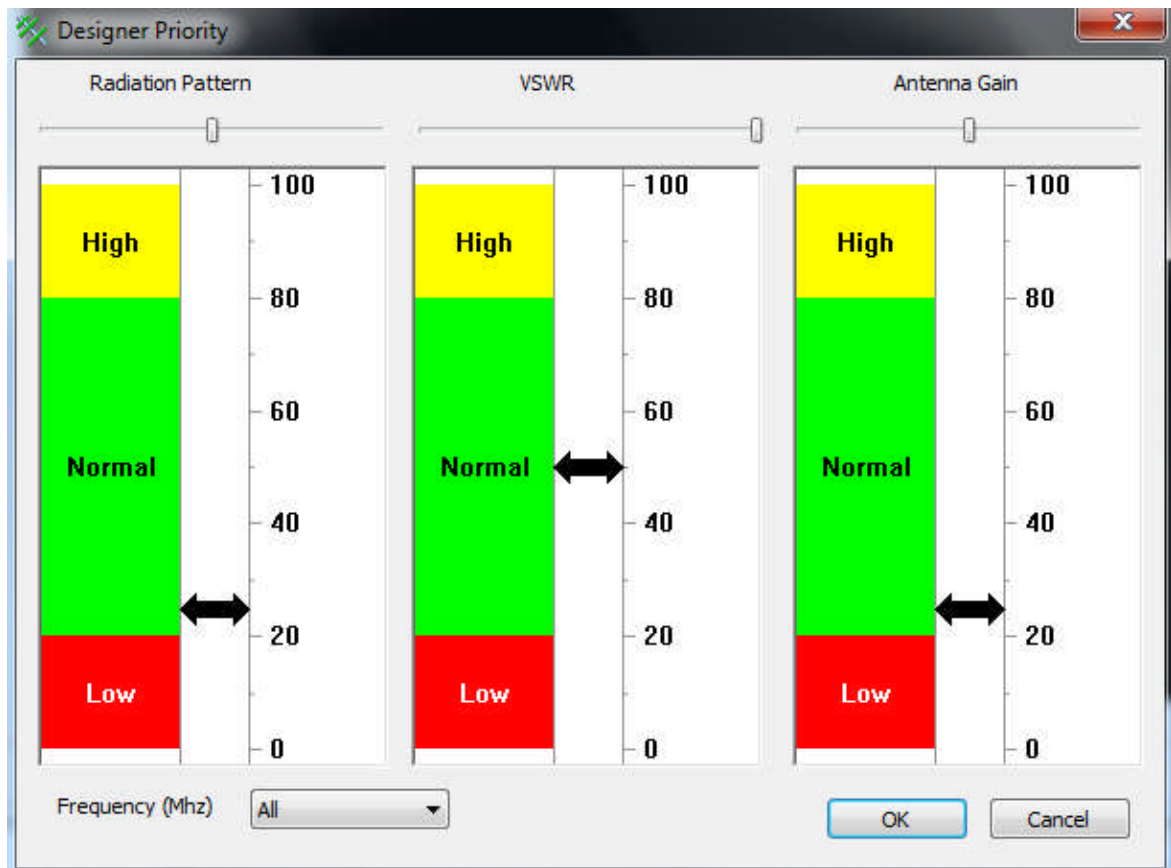 Designer Priority
Radiation Pattern
VSWR
Antenna Gain
100
High
80
60
Normal
40
20
Low
0
100
High
80
60
Normal
40
20
Low
0
100
High
80
60
Normal
40
20
Low
0
Frequency (Mhz)
All
OK
Cancel